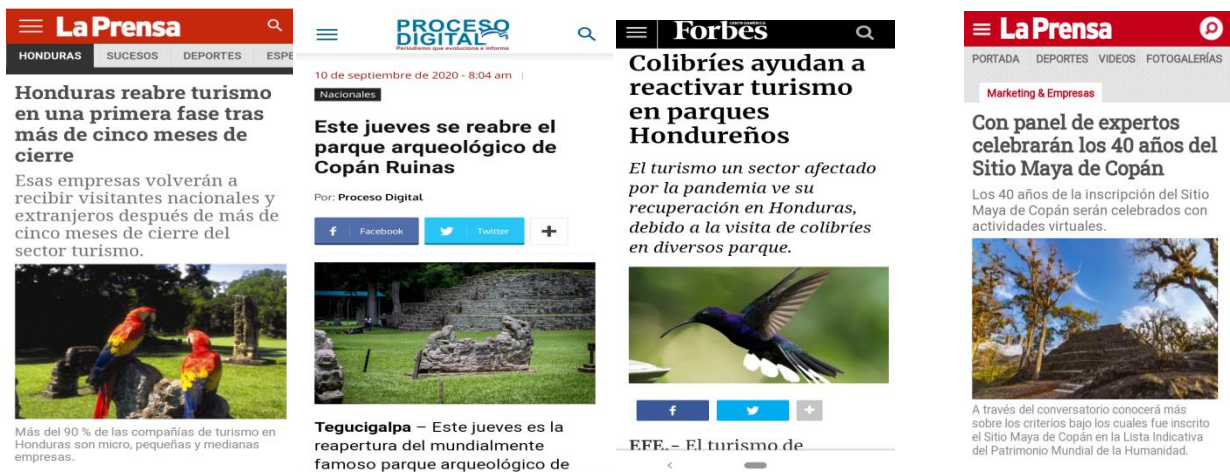 La Prensa
HONDURAS SUCESOS DEPORTES ESPE
Honduras reabre turismo
en una primera fase tras
más de cinco meses de
cierre
Esas empresas volverán a
recibir visitantes nacionales y
extranjeros después de más de
cinco meses de cierre del
sector turismo.
Más del 90 % de las compañías de turismo en
Honduras son micro, pequeñas y medianas
empresas.
PROCESO
DIGITAL
Periodismo que evoluciona e informa
10 de septiembre de 2020 - 8:04 am
Nacionales
Este jueves se reabre el
parque arqueológico de
Copán Ruinas
Por: Proceso Digital
Facebook Twitter
Tegucigalpa – Este jueves es la
reapertura del mundialmente
famoso parque arqueológico de
Forbes
CENTROAMÉRICA
Colibríes ayudan a
reactivar turismo
en parques
Hondureños
El turismo un sector afectado
por la pandemia ve su
recuperación en Honduras,
debido a la visita de colibríes
en diversos parque.
EFE.- El turismo de
La Prensa
PORTADA DEPORTES VIDEOS FOTOGALERÍAS
Marketing & Empresas
Con panel de expertos
celebrarán los 40 años del
Sitio Maya de Copán
Los 40 años de la inscripción del Sitio
Maya de Copán serán celebrados con
actividades virtuales.
A través del conversatorio conocerá más
sobre los criterios bajo los cuales fue inscrito
el Sitio Maya de Copán en la Lista Indicativa
del Patrimonio Mundial de la Humanidad.